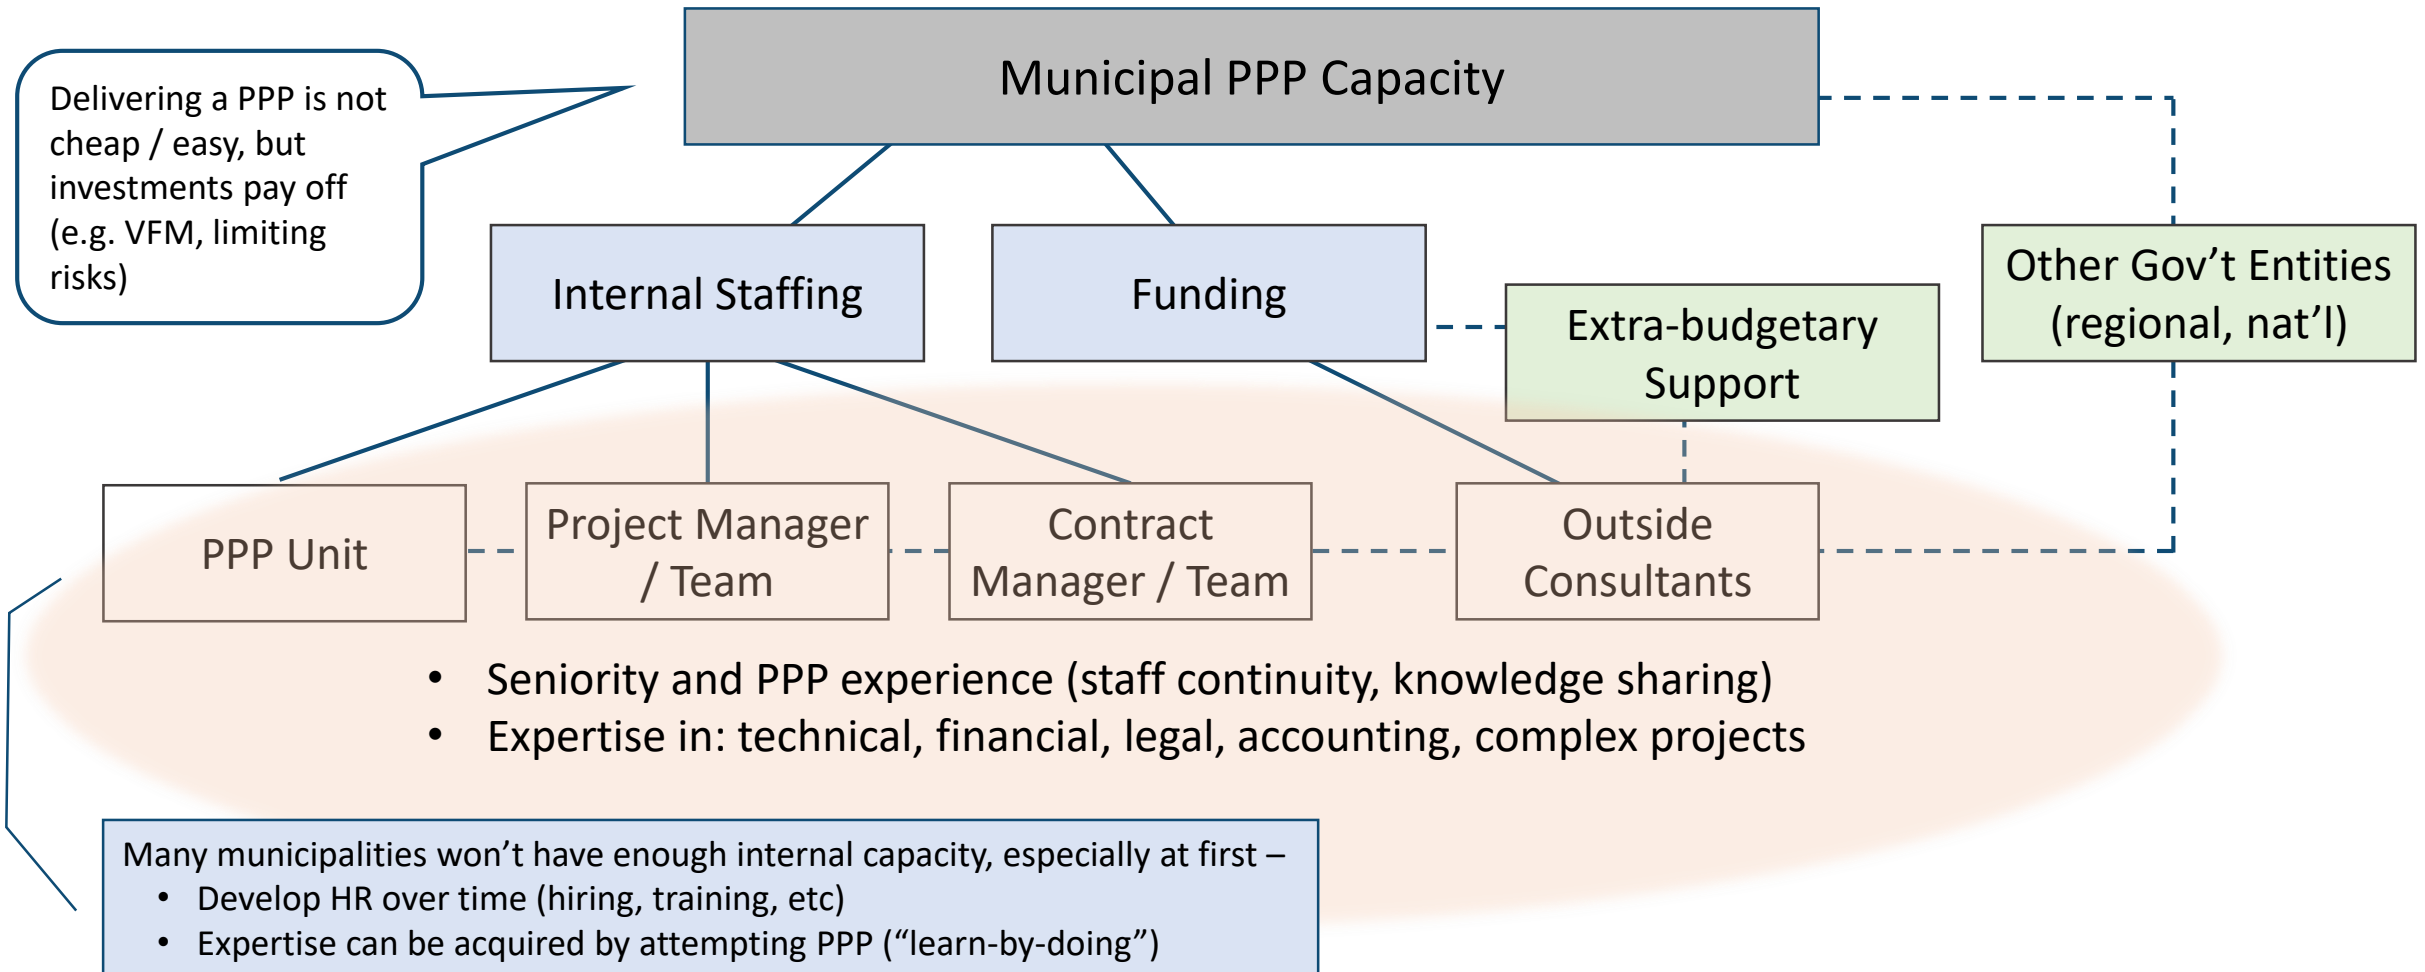 Municipal PPP Capacity
Delivering a PPP is not
cheap / easy, but
investments pay off
(e.g. VFM, limiting
risks)
Internal Staffing
Funding
Extra-budgetary
Support
Other Gov’t Entities
(regional, nat’l)
PPP Unit
Project Manager
/ Team
Contract
Manager / Team
Outside
Consultants
• Seniority and PPP experience (staff continuity, knowledge sharing)
• Expertise in: technical, financial, legal, accounting, complex projects
Many municipalities won’t have enough internal capacity, especially at first –
• Develop HR over time (hiring, training, etc)
• Expertise can be acquired by attempting PPP (“learn-by-doing”)